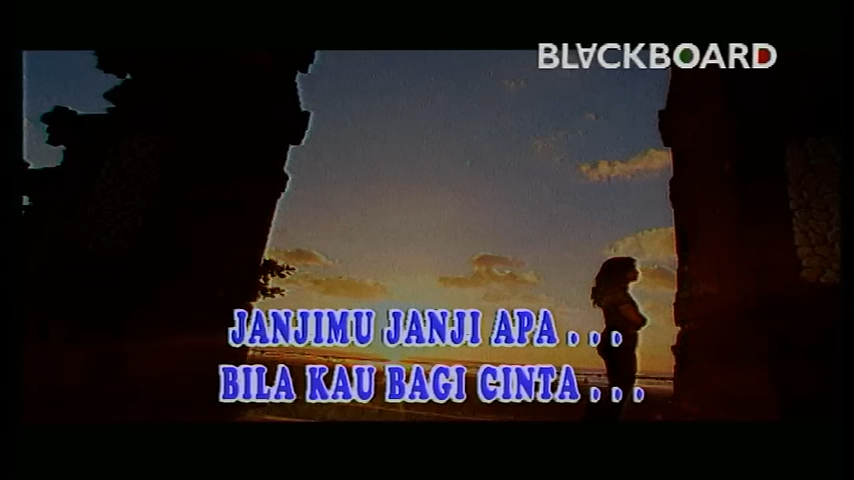 BLACKBOARD
JANJIMU JANJI APA . . .
BILA KAU BAGI CINTA . . .